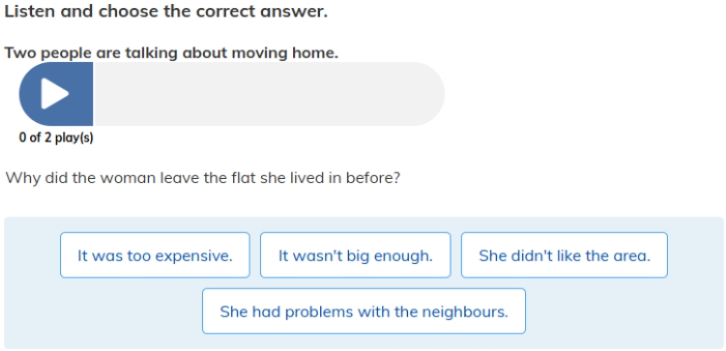 Listen and choose the correct answer.
Two people are talking about moving home.
0 of 2 play(s)
Why did the woman leave the flat she lived in before?
It was too expensive.
It wasn't big enough.
She didn't like the area.
She had problems with the neighbours.